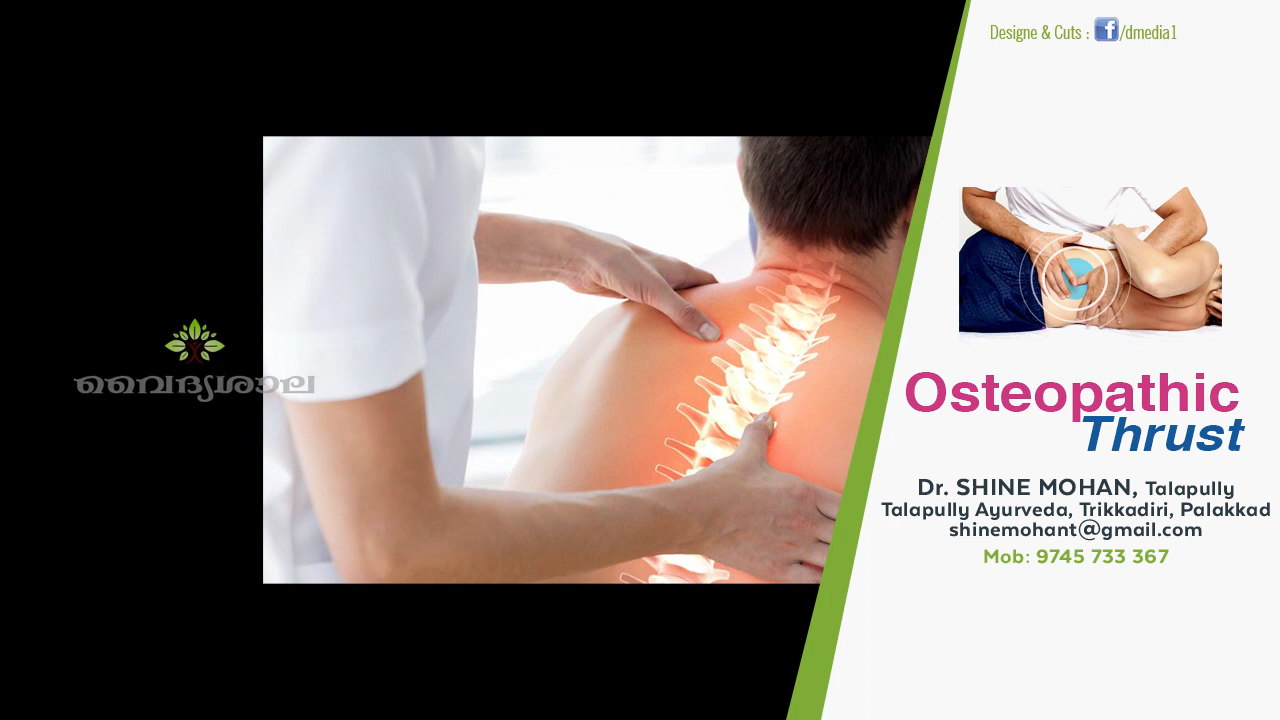 Designe & Cuts : f/dmedia1
വൈദ്യശാല
Osteopathic
Thrust
Dr. SHINE MOHAN, Talapully
Talapully Ayurveda, Trikkadiri, Palakkad
shinemohant@gmail.com
Mob: 9745 733 367